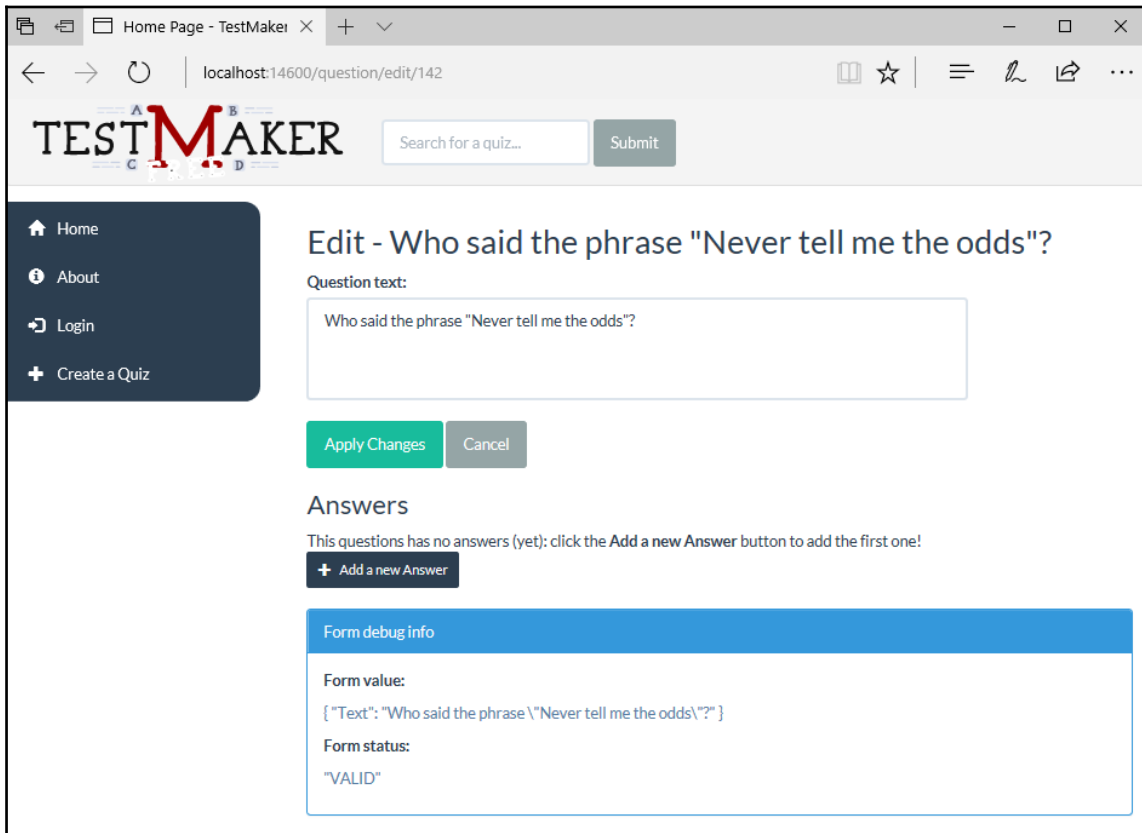 Home Page - TestMaker
localhost:14600/question/edit/142
A B
TESTMAKER
C FREE D
Search for a quiz...
Submit
Home
About
Login
Create a Quiz
Edit - Who said the phrase "Never tell me the odds"?
Question text:
Who said the phrase "Never tell me the odds"?
Apply Changes
Cancel
Answers
This questions has no answers (yet): click the Add a new Answer button to add the first one!
Add a new Answer
Form debug info
Form value:
{ "Text": "Who said the phrase \"Never tell me the odds\"?" }
Form status:
"VALID"